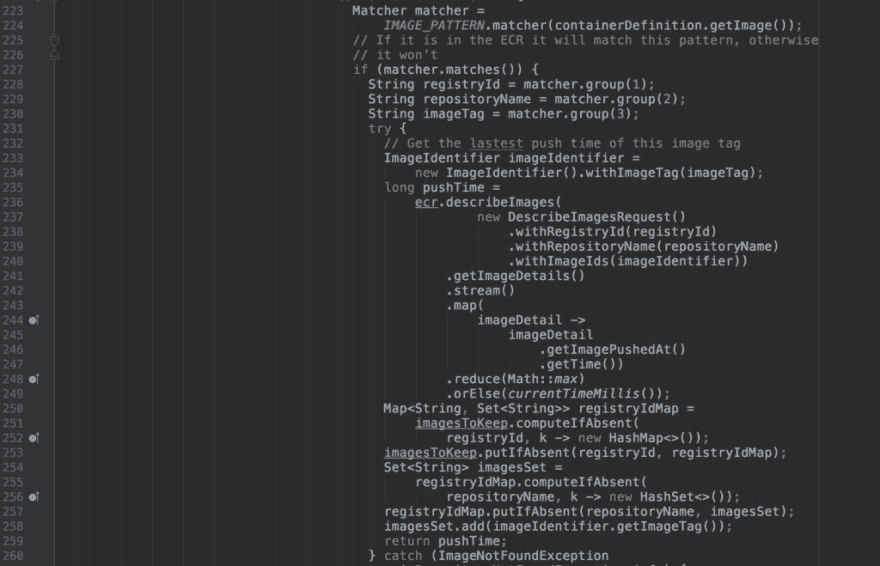 223 Matcher matcher =
224 IMAGE_PATTERN.matcher(containerDefinition.getImage());
225 // If it is in the ECR it will match this pattern, otherwise
226 // it won't
227 if (matcher.matches()) {
228 String registryId = matcher.group(1);
229 String repositoryName = matcher.group(2);
230 String imageTag = matcher.group(3);
231 try {
232 // Get the lastest push time of this image tag
233 ImageIdentifier imageIdentifier =
234 new ImageIdentifier().withImageTag(imageTag);
235 long pushTime =
236 ecr.describeImages(
237 new DescribeImagesRequest()
238 .withRegistryId(registryId)
239 .withRepositoryName(repositoryName)
240 .withImageIds(imageIdentifier))
241 .getImageDetails()
242 .stream()
243 .map(
244 imageDetail ->
245 imageDetail
246 .getImagePushedAt()
247 .getTime())
248 .reduce(Math::max)
249 .orElse(currentTimeMillis());
250 Map<String, Set<String>> registryIdMap =
251 imagesToKeep.computeIfAbsent(
252 registryId, k -> new HashMap<>());
253 imagesToKeep.putIfAbsent(registryId, registryIdMap);
254 Set<String> imagesSet =
255 registryIdMap.computeIfAbsent(
256 repositoryName, k -> new HashSet<>());
257 registryIdMap.putIfAbsent(repositoryName, imagesSet);
258 imagesSet.add(imageIdentifier.getImageTag());
259 return pushTime;
260 } catch (ImageNotFoundException